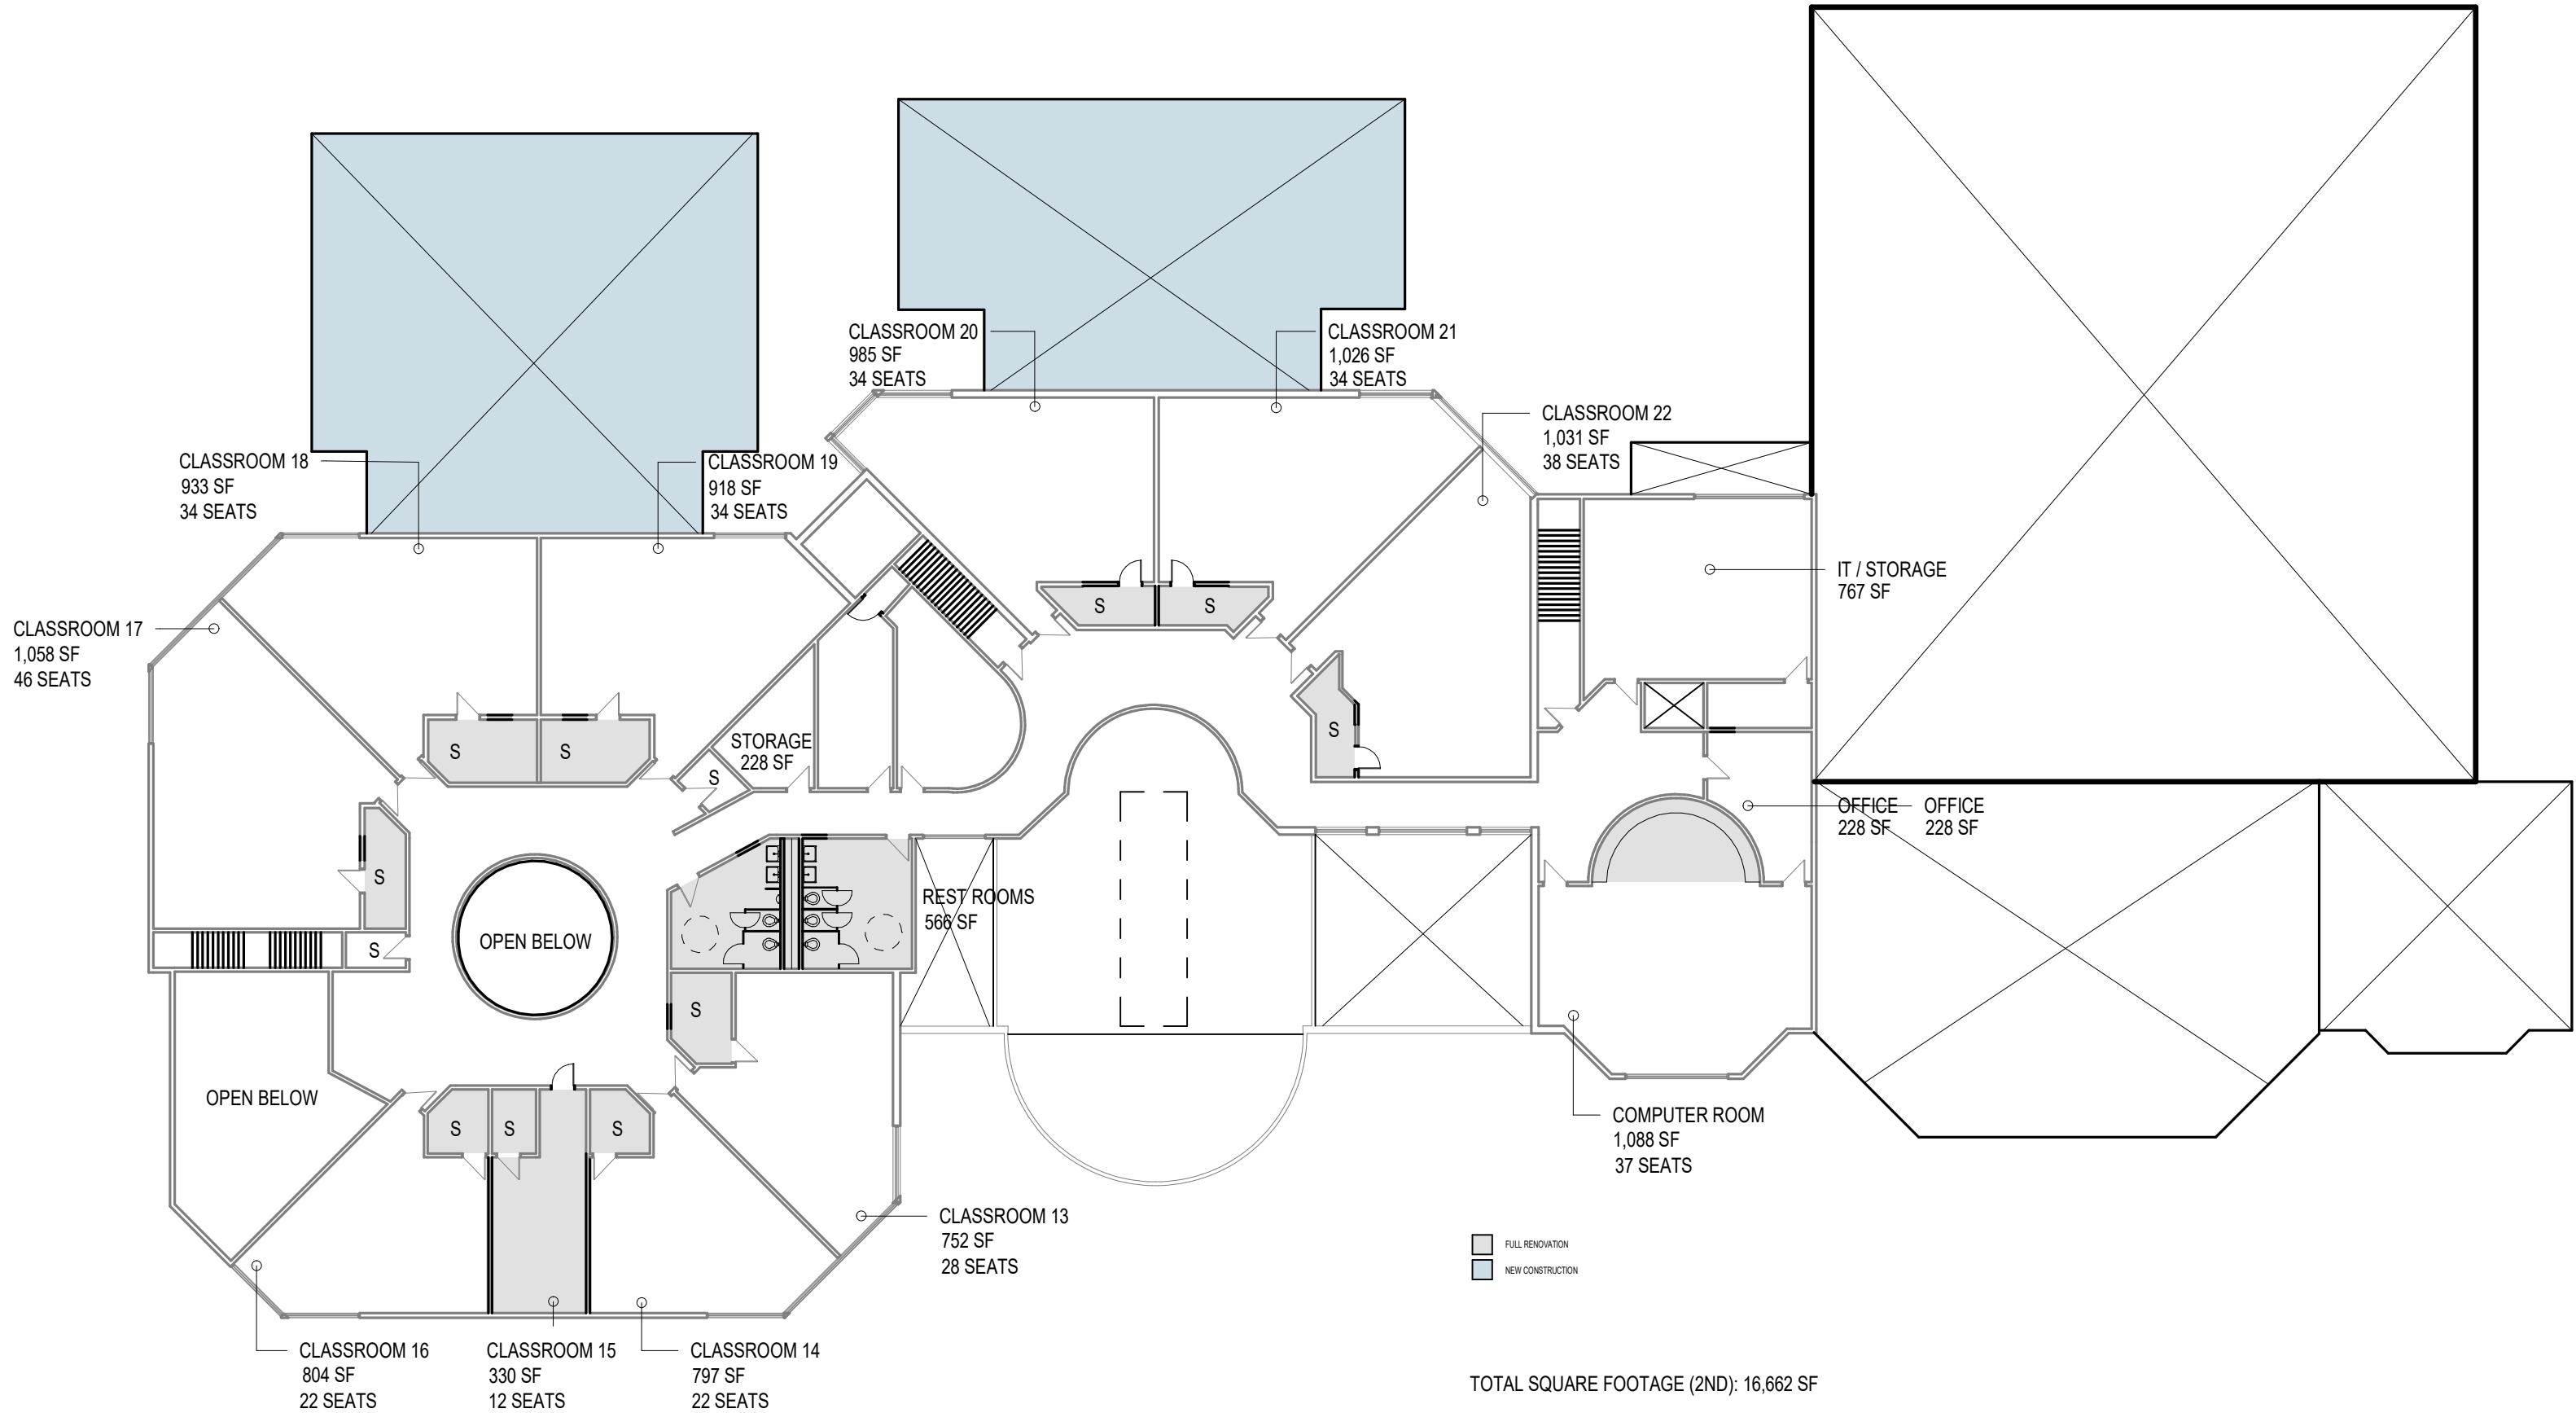 CLASSROOM 20
985 SF
34 SEATS
CLASSROOM 21
1,026 SF
34 SEATS
CLASSROOM 22
1,031 SF
38 SEATS
CLASSROOM 18
933 SF
34 SEATS
CLASSROOM 19
918 SF
34 SEATS
IT / STORAGE
767 SF
S
S
CLASSROOM 17
1,058 SF
46 SEATS
S
S
S
STORAGE
228 SF
S
S
OFFICE
228 SF
OFFICE
228 SF
S
REST ROOMS
566 SF
OPEN BELOW
S
S
OPEN BELOW
S
S
S
COMPUTER ROOM
1,088 SF
37 SEATS
CLASSROOM 13
752 SF
28 SEATS
FULL RENOVATION
NEW CONSTRUCTION
CLASSROOM 16
804 SF
22 SEATS
CLASSROOM 15
330 SF
12 SEATS
CLASSROOM 14
797 SF
22 SEATS
TOTAL SQUARE FOOTAGE (2ND): 16,662 SF